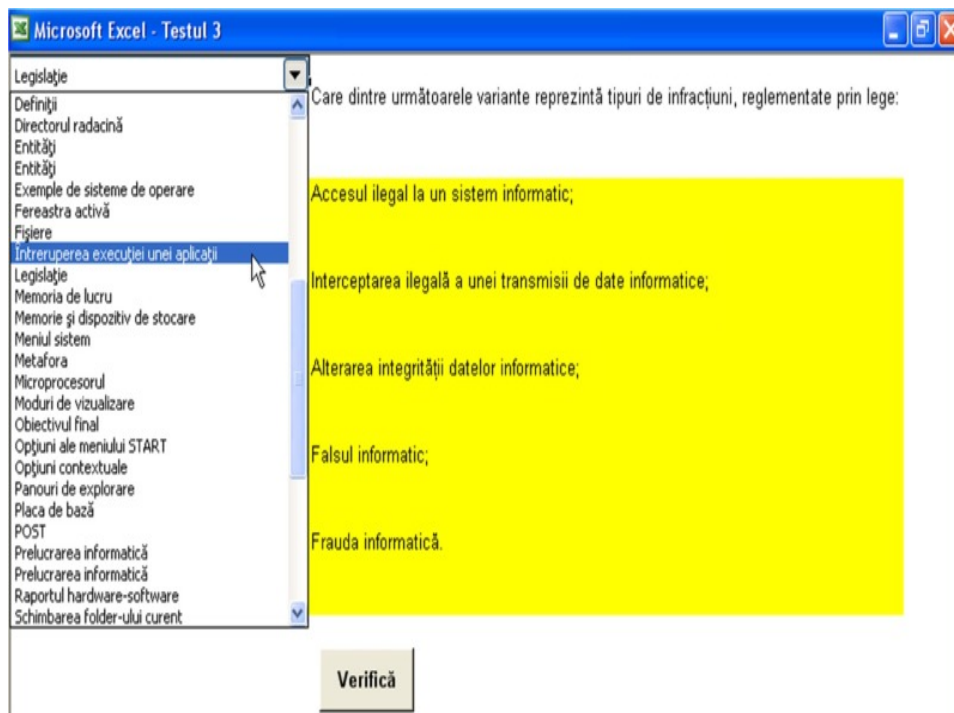 Microsoft Excel - Testul 3
Legislaţie
Definiţii
Directorul radacină
Entităţi
Entităţi
Exemple de sisteme de operare
Fereastra activă
Fişiere
Întreruperea execuţiei unei aplicaţii
Legislaţie
Memoria de lucru
Memorie şi dispozitiv de stocare
Meniul sistem
Metafora
Microprocesorul
Moduri de vizualizare
Obiectivul final
Opţiuni ale meniului START
Opţiuni contextuale
Panouri de explorare
Placa de bază
POST
Prelucrarea informatică
Prelucrarea informatică
Raportul hardware-software
Schimbarea folder-ului curent
Care dintre următoarele variante reprezintă tipuri de infracțiuni, reglementate prin lege:
Accesul ilegal la un sistem informatic;
Interceptarea ilegală a unei transmisii de date informatice;
Alterarea integrității datelor informatice;
Falsul informatic;
Frauda informatică.
Verifică